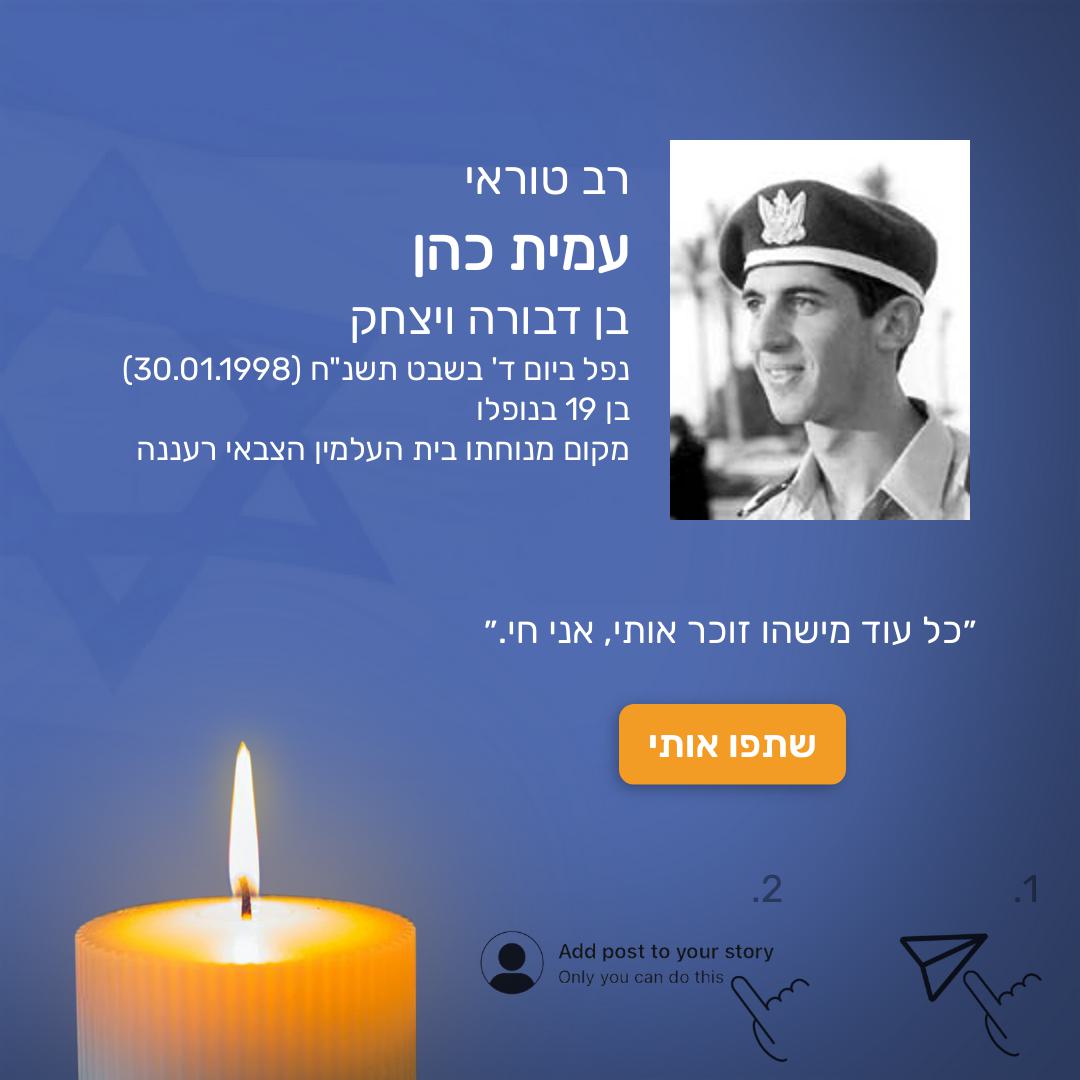 רב טוראי
עמית כהן
בן דבורה ויצחק
נפל ביום ד' בשבט תשנ"ח (30.01.1998)
בן 19 בנופלו
מקום מנוחתו בית העלמין הצבאי רעננה
״כל עוד מישהו זוכר אותי, אני חי.״
שתפו אותי
1.
2.
Add post to your story
Only you can do this